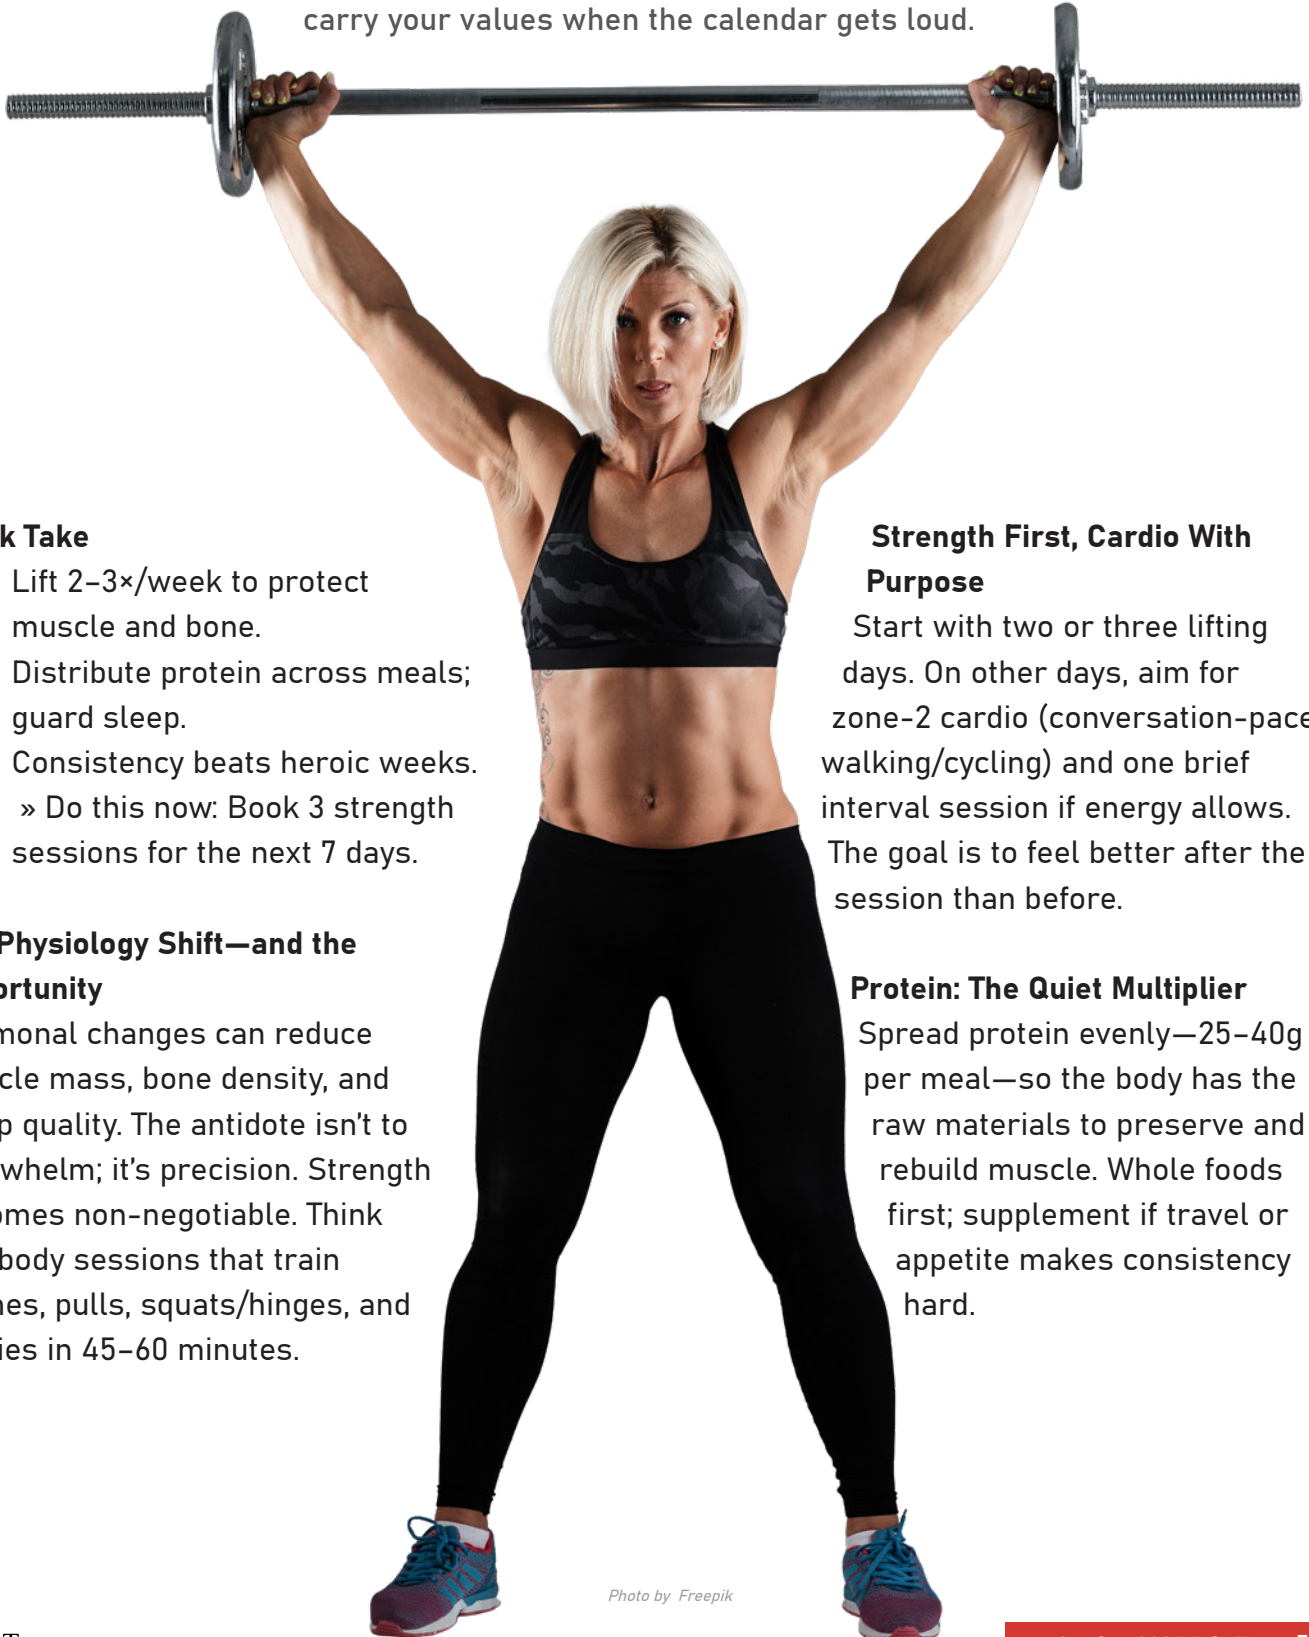 carry your values when the calendar gets loud.
k Take
Lift 2–3×/week to protect
muscle and bone.
Distribute protein across meals;
guard sleep.
Consistency beats heroic weeks.
» Do this now: Book 3 strength
sessions for the next 7 days.
Physiology Shift—and the
ortunity
monal changes can reduce
cle mass, bone density, and
p quality. The antidote isn’t to
whelm; it’s precision. Strength
omes non-negotiable. Think
body sessions that train
hes, pulls, squats/hinges, and
ies in 45–60 minutes.
Strength First, Cardio With
Purpose
Start with two or three lifting
days. On other days, aim for
zone-2 cardio (conversation-pace
walking/cycling) and one brief
interval session if energy allows.
The goal is to feel better after the
session than before.
Protein: The Quiet Multiplier
Spread protein evenly—25–40g
per meal—so the body has the
raw materials to preserve and
rebuild muscle. Whole foods
first; supplement if travel or
appetite makes consistency
hard.
Photo by Freepik